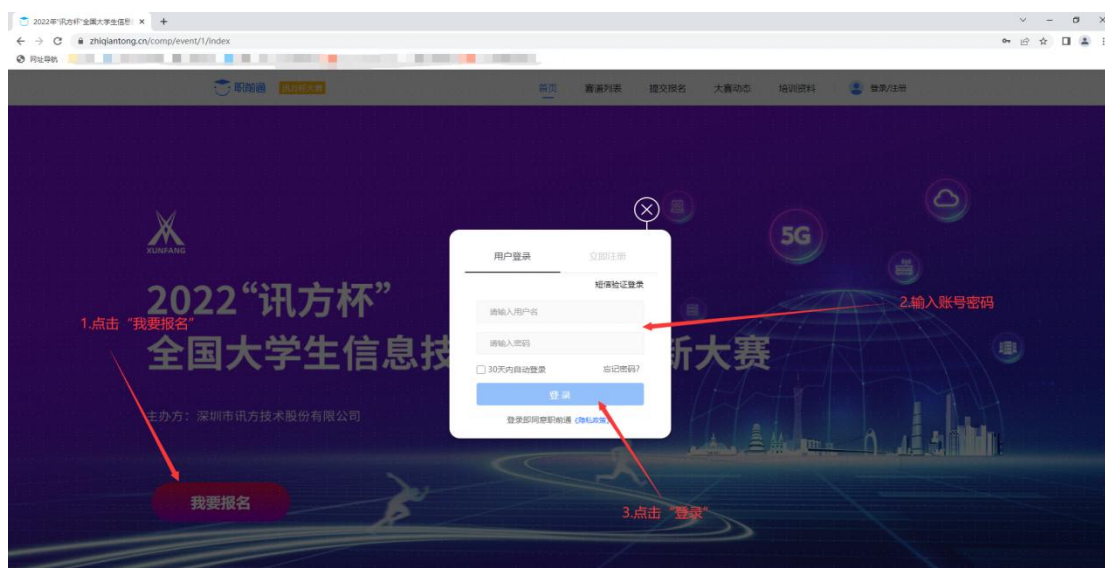 2022年"讯方杯"全国大学生信息
zhiqiantong.cn/comp/event/1/index
网址导航
职前通 讯方杯大赛 首页 赛道列表 提交报名 大赛动态 培训资料 登录/注册
XUNFANG
5G
用户登录 立即注册
短信验证登录
2022“讯方杯”
请输入用户名
2.输入账号密码
1.点击“我要报名”
全国大学生信息技
新大赛
请输入密码
30天内自动登录 忘记密码?
登录
主办方：深圳市讯方技术股份有限公司
登录即同意职前通《隐私政策》
我要报名
3.点击“登录”